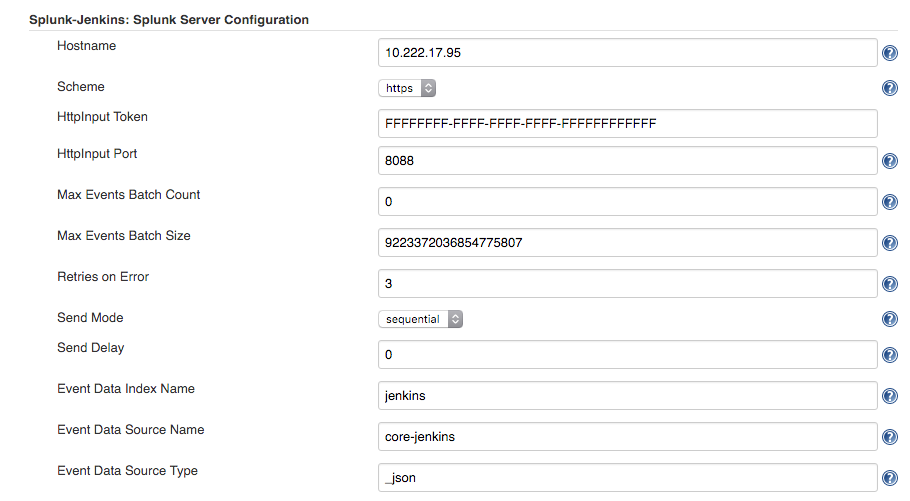 Splunk-Jenkins: Splunk Server Configuration
Hostname 10.222.17.95 ?
Scheme https ?
HttpInput Token FFFFFFFF-FFFF-FFFF-FFFF-FFFFFFFFFFFF
HttpInput Port 8088 ?
Max Events Batch Count 0 ?
Max Events Batch Size 9223372036854775807 ?
Retries on Error 3 ?
Send Mode sequential ?
Send Delay 0 ?
Event Data Index Name jenkins ?
Event Data Source Name core-jenkins ?
Event Data Source Type _json ?